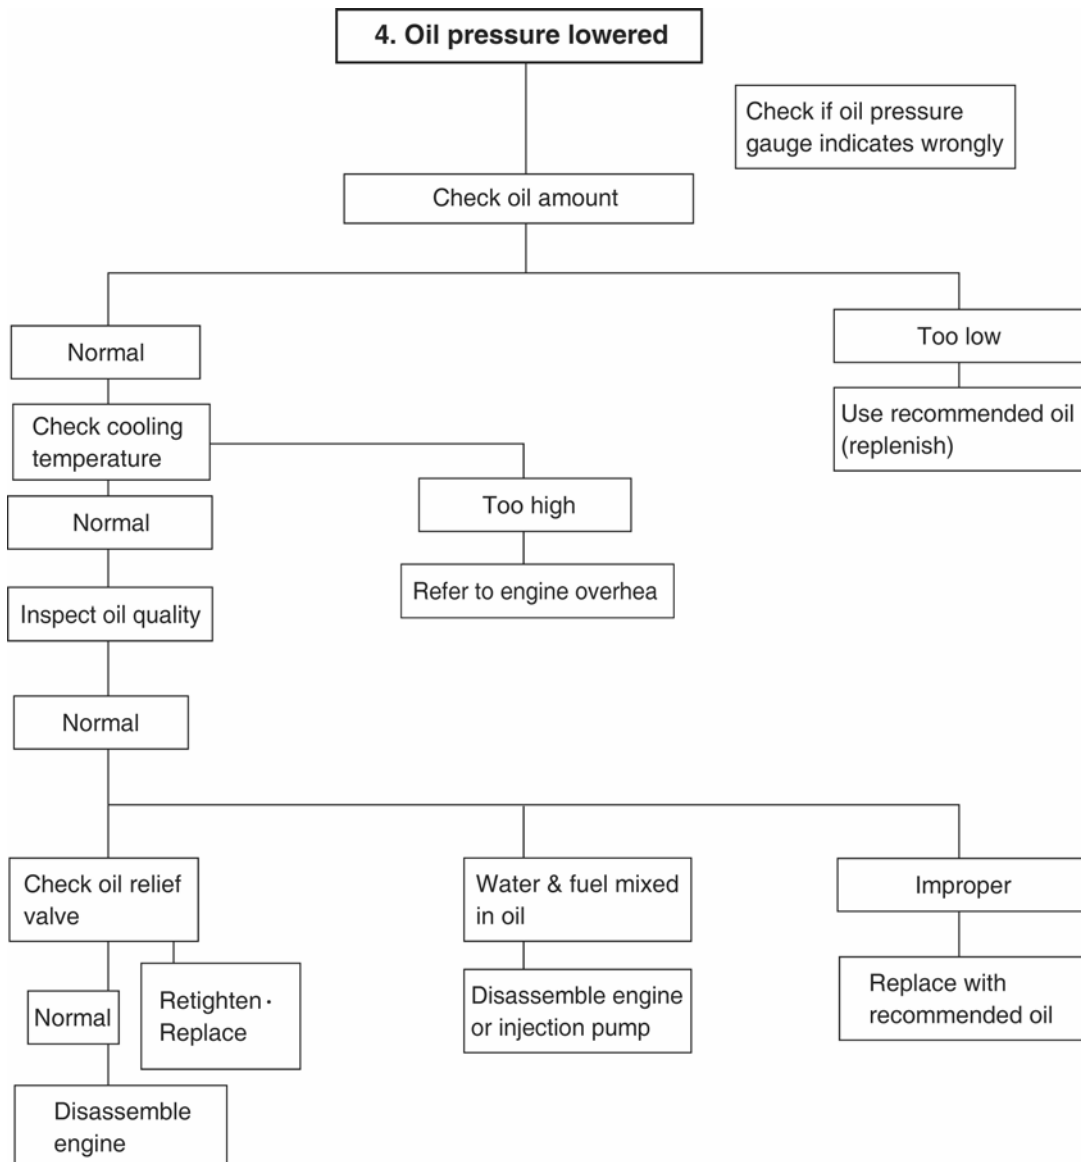 4. Oil pressure lowered
Check if oil pressure
gauge indicates wrongly
Check oil amount
Normal
Too low
Check cooling
temperature
Use recommended oil
(replenish)
Normal
Too high
Refer to engine overhea
Inspect oil quality
Normal
Check oil relief
valve
Water & fuel mixed
in oil
Improper
Normal
Retighten·
Replace
Disassemble engine
or injection pump
Replace with
recommended oil
Disassemble
engine